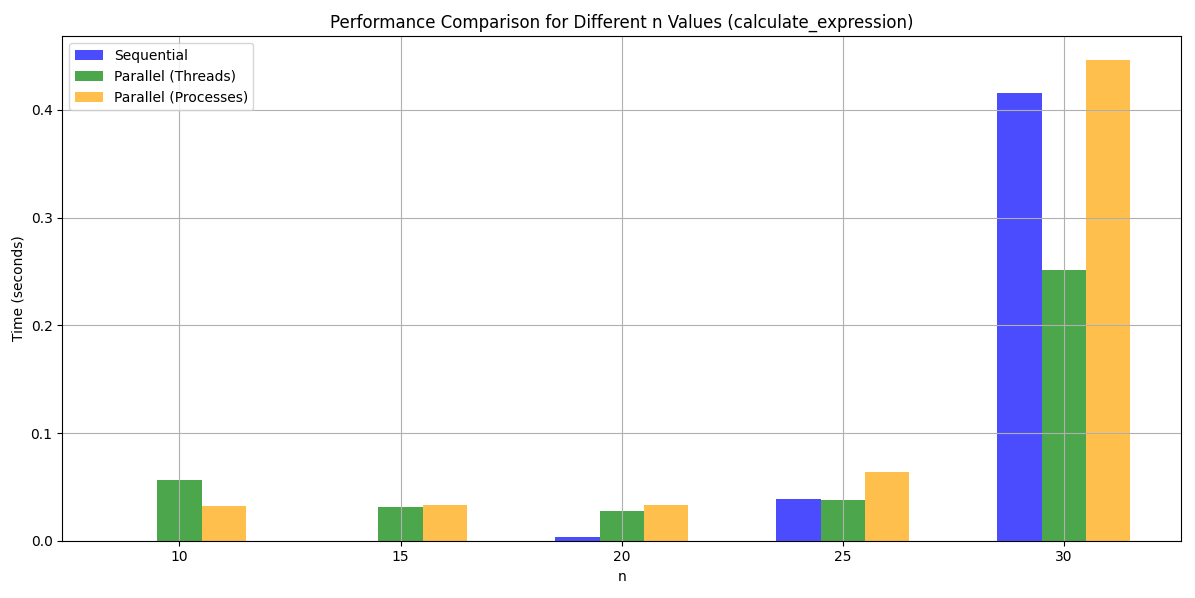 Performance Comparison for Different n Values (calculate_expression)
Sequential
Parallel (Threads)
Parallel (Processes)
Time (seconds)
0.4
0.3
0.2
0.1
0.0
10 15 20 25 30
n